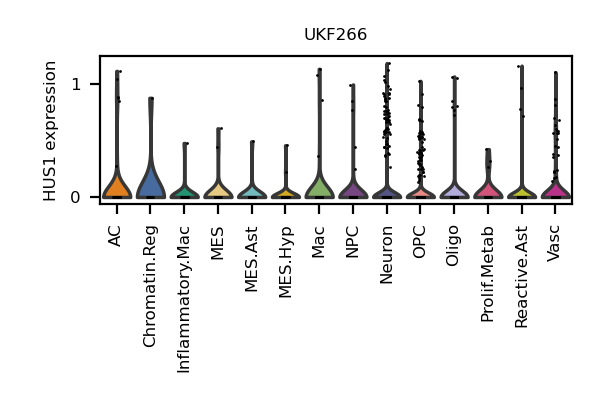 UKF266
HUS1 expression
1
0
AC
Chromatin.Reg
Inflammatory.Mac
MES
MES.Ast
MES.Hyp
Mac
NPC
Neuron
OPC
Oligo
Prolif.Metab
Reactive.Ast
Vasc